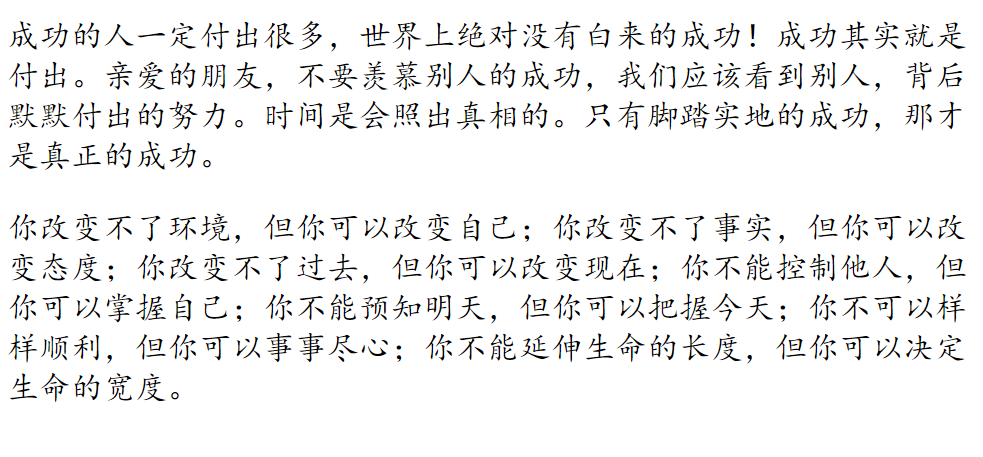 成功的人一定付出很多，世界上绝对没有白来的成功！成功其实就是
付出。亲爱的朋友，不要羡慕别人的成功，我们应该看到别人，背后
默默付出的努力。时间是会照出真相的。只有脚踏实地的成功，那才
是真正的成功。
你改变不了环境，但你可以改变自己；你改变不了事实，但你可以改
变态度；你改变不了过去，但你可以改变现在；你不能控制他人，但
你可以掌握自己；你不能预知明天，但你可以把握今天；你不可以样
样顺利，但你可以事事尽心；你不能延伸生命的长度，但你可以决定
生命的宽度。